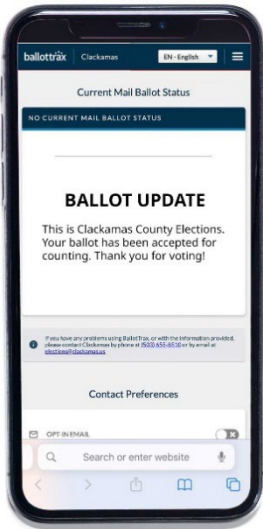 ballottrax Clackamas EN - English
Current Mail Ballot Status
NO CURRENT MAIL BALLOT STATUS
BALLOT UPDATE
This is Clackamas County Elections.
Your ballot has been accepted for
counting. Thank you for voting!
If you have any problems using BallotTrax, or with the information provided,
please contact Clackamas by phone at (503) 655-8510 or by email at
elections@clackamas.us
Contact Preferences
OPT IN EMAIL
Search or enter website